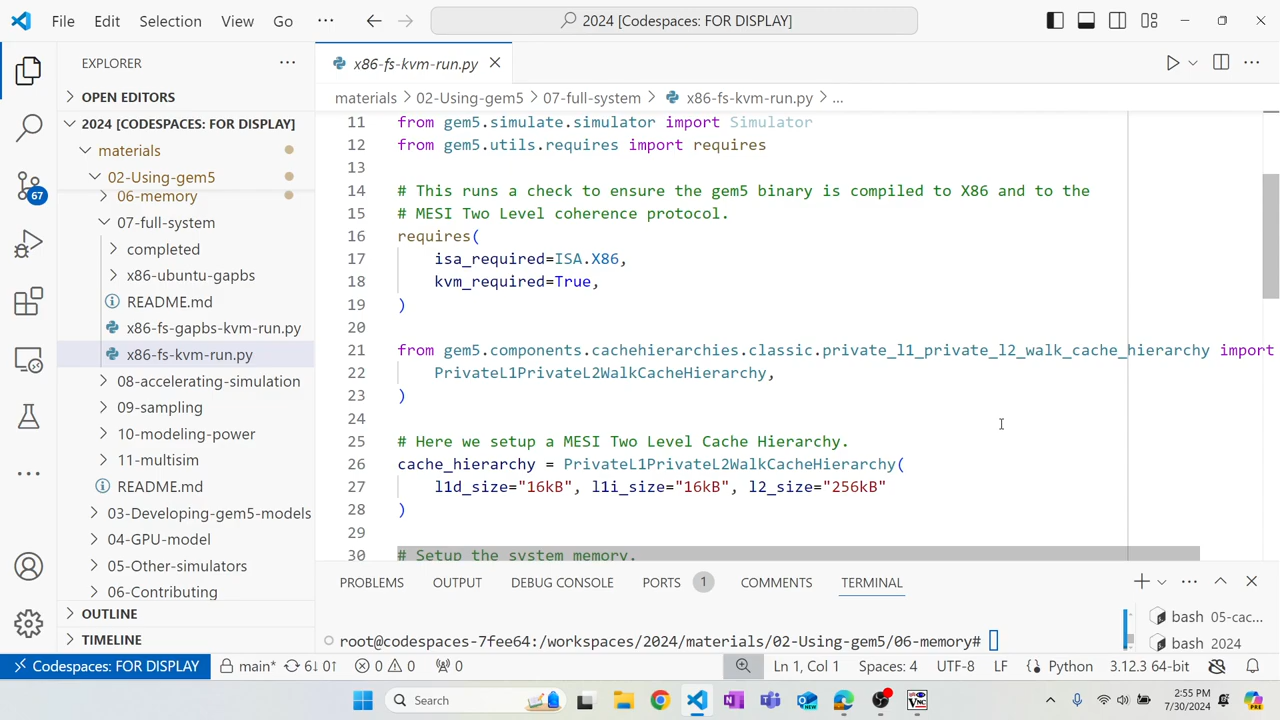 File Edit Selection View Go ··· 2024 [Codespaces: FOR DISPLAY]
EXPLORER
OPEN EDITORS
2024 [CODESPACES: FOR DISPLAY]
materials
02-Using-gem5
06-memory
07-full-system
completed
x86-ubuntu-gapbs
README.md
x86-fs-gapbs-kvm-run.py
x86-fs-kvm-run.py
08-accelerating-simulation
09-sampling
10-modeling-power
11-multisim
README.md
03-Developing-gem5-models
04-GPU-model
05-Other-simulators
06-Contributing
OUTLINE
TIMELINE
67
x86-fs-kvm-run.py
materials > 02-Using-gem5 > 07-full-system > x86-fs-kvm-run.py > ...
11 from gem5.simulate.simulator import Simulator
12 from gem5.utils.requires import requires
13
14 # This runs a check to ensure the gem5 binary is compiled to X86 and to the
15 # MESI Two Level coherence protocol.
16 requires(
17 isa_required=ISA.X86,
18 kvm_required=True,
19 )
20
21 from gem5.components.cachehierarchies.classic.private_l1_private_l2_walk_cache_hierarchy import
22 PrivateL1PrivateL2WalkCacheHierarchy,
23 )
24
25 # Here we setup a MESI Two Level Cache Hierarchy.
26 cache_hierarchy = PrivateL1PrivateL2WalkCacheHierarchy(
27 l1d_size="16kB", l1i_size="16kB", l2_size="256kB"
28 )
29
30 # Setup the system memory.
PROBLEMS OUTPUT DEBUG CONSOLE PORTS 1 COMMENTS TERMINAL
root@codespaces-7fee64:/workspaces/2024/materials/02-Using-gem5/06-memory#
bash 05-cac...
bash 2024
Codespaces: FOR DISPLAY main* 6↓ 0↑ 0 0 0 Ln 1, Col 1 Spaces: 4 UTF-8 LF Python 3.12.3 64-bit
Search
2:55 PM
7/30/2024